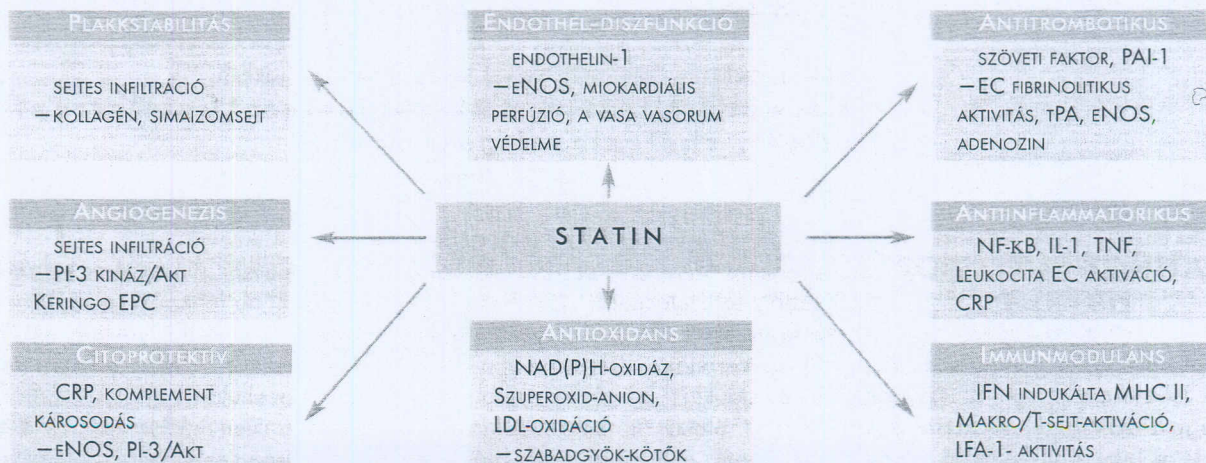 PLAKKSTABILITÁS
SEJTES INFILTRÁCIÓ
—KOLLAGÉN, SIMAIZOMSEJT
ENDOTHEL-DISZFUNKCIÓ
ENDOTHELIN-1
—ENOS, MIOKARDIÁLIS
PERFÚZIÓ, A VASA VASORUM
VÉDELME
ANTITROMBOTIKUS
SZÖVETI FAKTOR, PAI-1
—EC FIBRINOLITIKUS
AKTIVITÁS, TPA, ENOS,
ADENOZIN
ANGIOGENEZIS
SEJTES INFILTRÁCIÓ
—PI-3 KINÁZ/AKT
KERINGO EPC
STATIN
ANTIINFLAMMATORIKUS
NF-κB, IL-1, TNF,
LEUKOCITA EC AKTIVÁCIÓ,
CRP
CITOPROTEKTÍV
CRP, KOMPLEMENT
KÁROSODÁS
—ENOS, PI-3/AKT
ANTIOXIDÁNS
NAD(P)H-OXIDÁZ,
SZUPEROXID-ANION,
LDL-OXIDÁCIÓ
—SZABADGYÖK-KÖTŐK
IMMUNMODULÁNS
IFN INDUKÁLTA MHC II,
MAKRO/T-SEJT-AKTIVÁCIÓ,
LFA-1- AKTIVITÁS